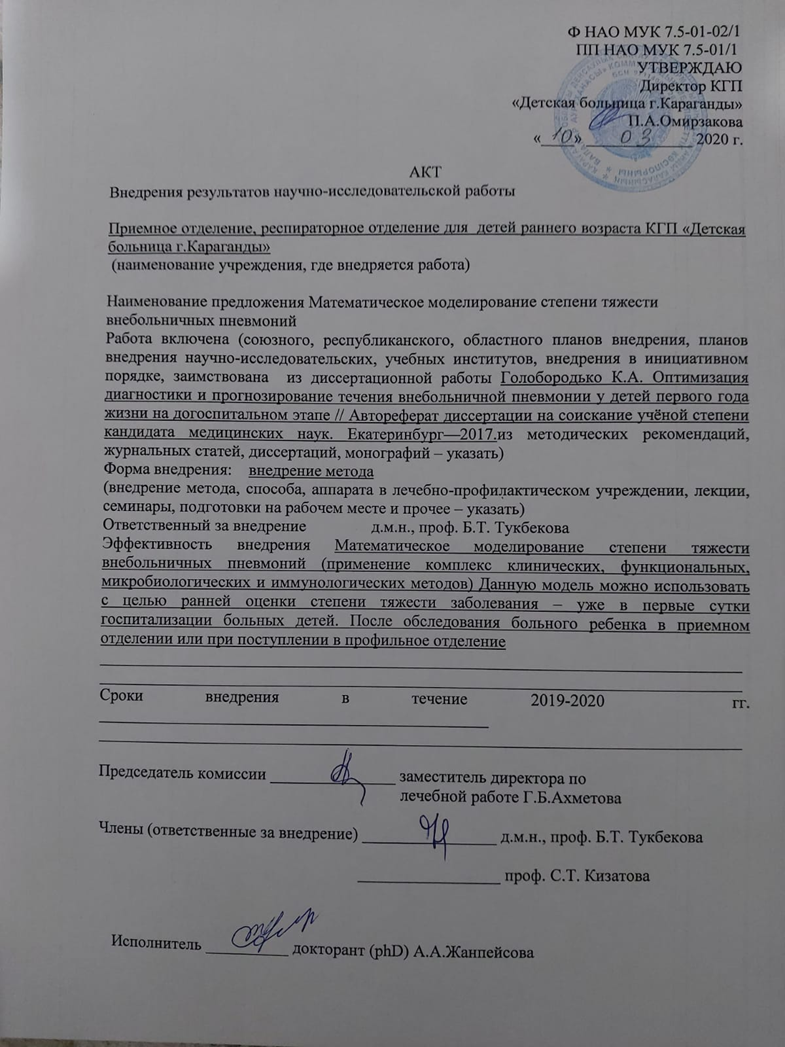 Ф НАО МУК 7.5-01-02/1
ПП НАО МУК 7.5-01/1
УТВЕРЖДАЮ
Директор КГП
«Детская больница г.Караганды»
П.А.Омирзакова
«10» 03 2020 г.
АКТ
Внедрения результатов научно-исследовательской работы
Приемное отделение, респираторное отделение для детей раннего возраста КГП «Детская
больница г.Караганды»
(наименование учреждения, где внедряется работа)
Наименование предложения Математическое моделирование степени тяжести
внебольничных пневмоний
Работа включена (союзного, республиканского, областного планов внедрения, планов
внедрения научно-исследовательских, учебных институтов, внедрения в инициативном
порядке, заимствована из диссертационной работы Голобородько К.А. Оптимизация
диагностики и прогнозирование течения внебольничной пневмонии у детей первого года
жизни на догоспитальном этапе // Автореферат диссертации на соискание учёной степени
кандидата медицинских наук. Екатеринбург—2017.из методических рекомендаций,
журнальных статей, диссертаций, монографий – указать)
Форма внедрения: внедрение метода
(внедрение метода, способа, аппарата в лечебно-профилактическом учреждении, лекции,
семинары, подготовки на рабочем месте и прочее – указать)
Ответственный за внедрение д.м.н., проф. Б.Т. Тукбекова
Эффективность внедрения Математическое моделирование степени тяжести
внебольничных пневмоний (применение комплекс клинических, функциональных,
микробиологических и иммунологических методов) Данную модель можно использовать
с целью ранней оценки степени тяжести заболевания – уже в первые сутки
госпитализации больных детей. После обследования больного ребенка в приемном
отделении или при поступлении в профильное отделение
Сроки внедрения в течение 2019-2020 гг.
Председатель комиссии заместитель директора по
лечебной работе Г.Б.Ахметова
Члены (ответственные за внедрение) д.м.н., проф. Б.Т. Тукбекова
проф. С.Т. Кизатова
Исполнитель докторант (phD) А.А.Жанпейсова